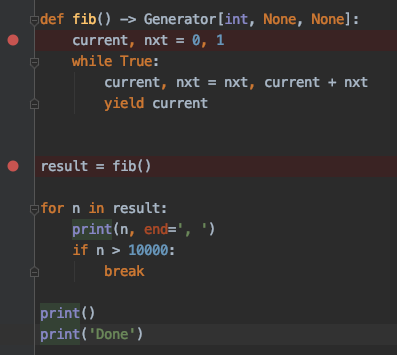 def fib() -> Generator[int, None, None]:
    current, nxt = 0, 1
    while True:
        current, nxt = nxt, current + nxt
        yield current
result = fib()
for n in result:
    print(n, end=', ')
    if n > 10000:
        break
print()
print('Done')